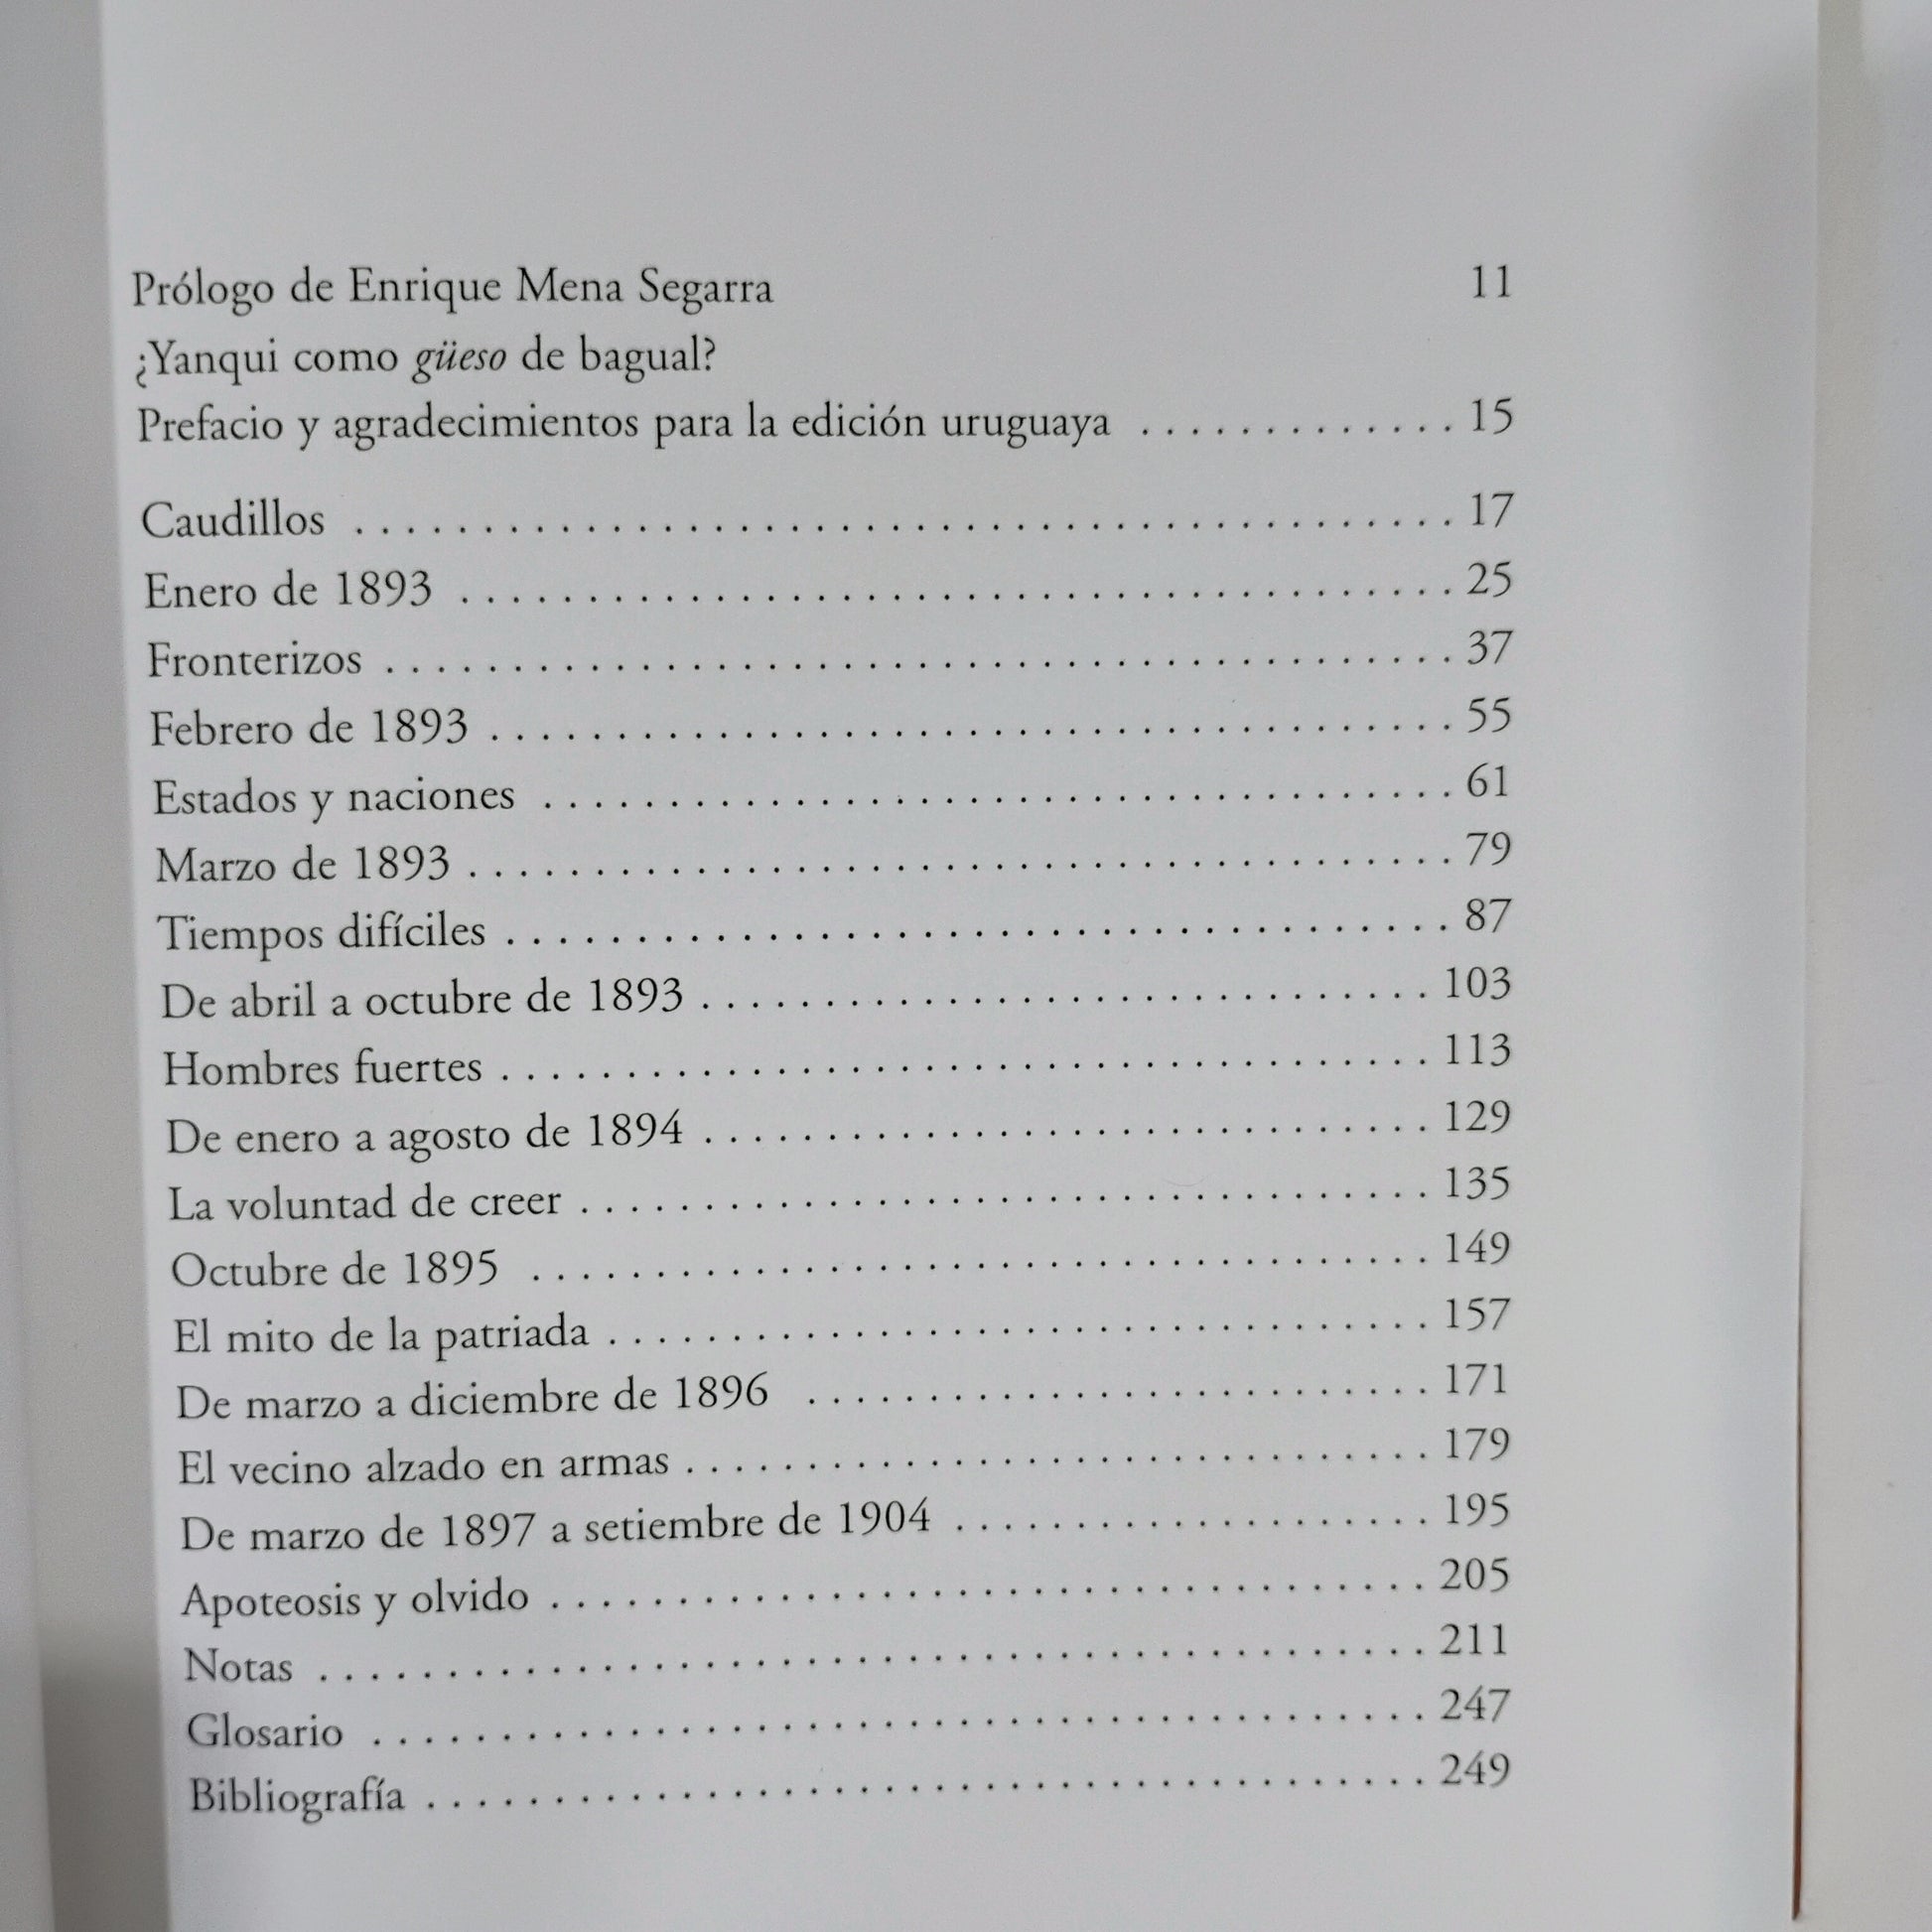 Prólogo de Enrique Mena Segarra 11
¿Yanqui como güeso de bagual?
Prefacio y agradecimientos para la edición uruguaya . . . . . . . . . . . . . 15
Caudillos . . . . . . . . . . . . . . . . . . . . . . . . . . . . . . . . . . . . . . . . . . . 17
Enero de 1893 . . . . . . . . . . . . . . . . . . . . . . . . . . . . . . . . . . . . . . . 25
Fronterizos . . . . . . . . . . . . . . . . . . . . . . . . . . . . . . . . . . . . . . . . . . 37
Febrero de 1893 . . . . . . . . . . . . . . . . . . . . . . . . . . . . . . . . . . . . . . 55
Estados y naciones . . . . . . . . . . . . . . . . . . . . . . . . . . . . . . . . . . . . 61
Marzo de 1893 . . . . . . . . . . . . . . . . . . . . . . . . . . . . . . . . . . . . . . . 79
Tiempos difíciles . . . . . . . . . . . . . . . . . . . . . . . . . . . . . . . . . . . . . 87
De abril a octubre de 1893 . . . . . . . . . . . . . . . . . . . . . . . . . . . . . 103
Hombres fuertes . . . . . . . . . . . . . . . . . . . . . . . . . . . . . . . . . . . . . 113
De enero a agosto de 1894 . . . . . . . . . . . . . . . . . . . . . . . . . . . . . 129
La voluntad de creer . . . . . . . . . . . . . . . . . . . . . . . . . . . . . . . . . . 135
Octubre de 1895 . . . . . . . . . . . . . . . . . . . . . . . . . . . . . . . . . . . . 149
El mito de la patriada . . . . . . . . . . . . . . . . . . . . . . . . . . . . . . . . . 157
De marzo a diciembre de 1896 . . . . . . . . . . . . . . . . . . . . . . . . . 171
El vecino alzado en armas . . . . . . . . . . . . . . . . . . . . . . . . . . . . . . 179
De marzo de 1897 a setiembre de 1904 . . . . . . . . . . . . . . . . . . . 195
Apoteosis y olvido . . . . . . . . . . . . . . . . . . . . . . . . . . . . . . . . . . . 205
Notas . . . . . . . . . . . . . . . . . . . . . . . . . . . . . . . . . . . . . . . . . . . . 211
Glosario . . . . . . . . . . . . . . . . . . . . . . . . . . . . . . . . . . . . . . . . . . 247
Bibliografía . . . . . . . . . . . . . . . . . . . . . . . . . . . . . . . . . . . . . . . . 249